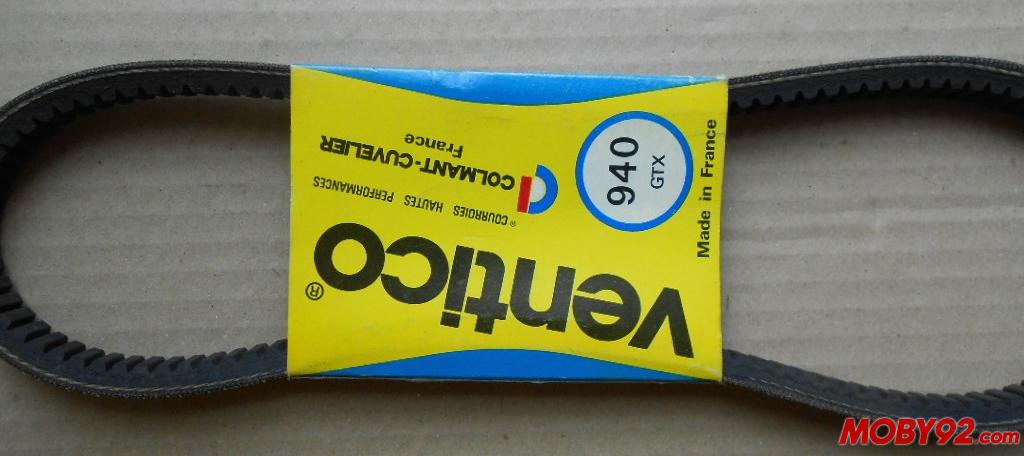 ventico®
® COURROIES HAUTES PERFORMANCES
COLMANT-CUVELIER
France
940
GTX
Made in France
MOBY92.com